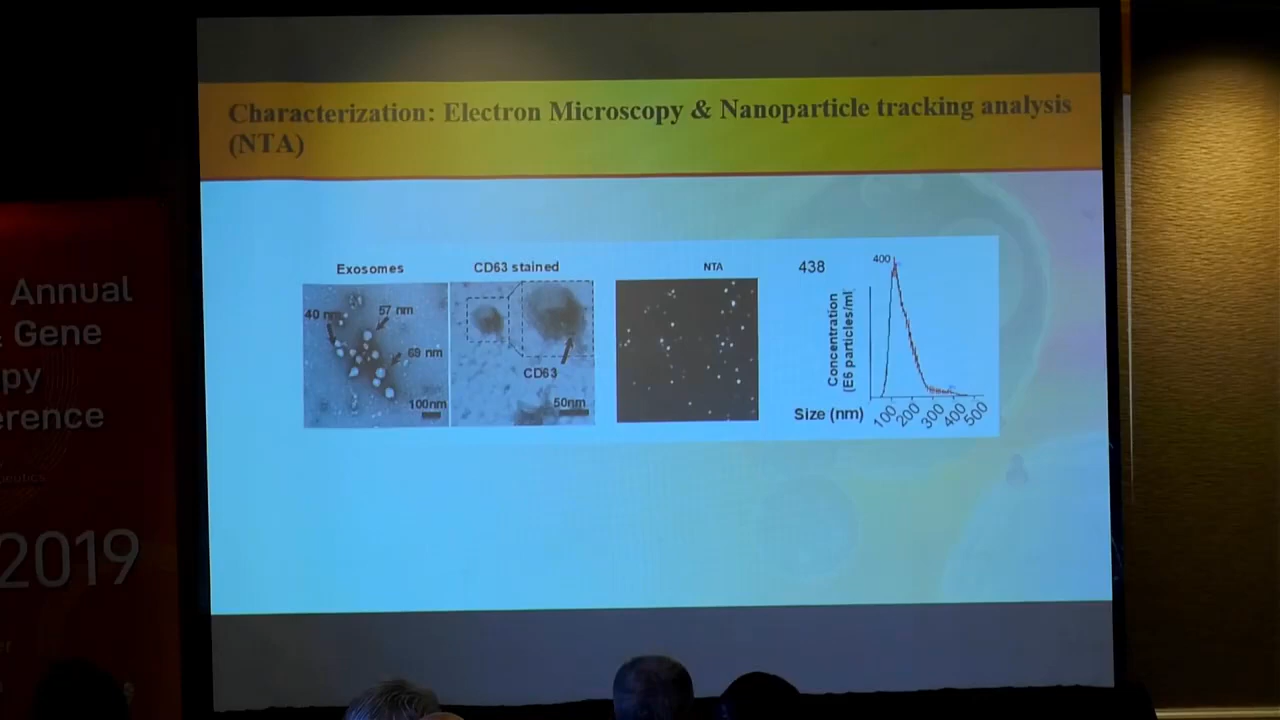 Characterization: Electron Microscopy & Nanoparticle tracking analysis
(NTA)
Exosomes
CD63 stained
NTA
438
40 nm
57 nm
69 nm
100nm
CD63
50nm
400
Concentration
(E6 particles/ml
Size (nm)
100
200
300
400
500
Annual
& Gene
py
erence
2019